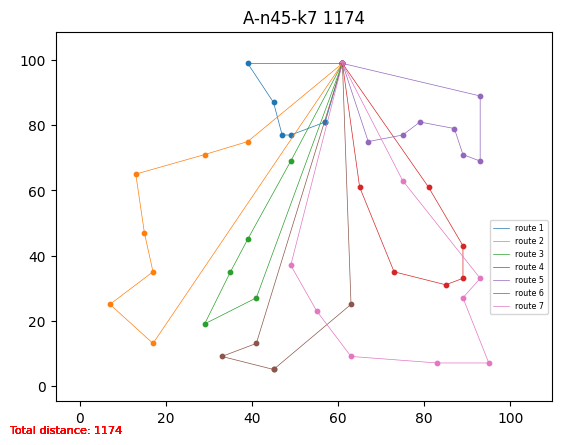 A-n45-k7 1174
100
80
60
40
20
0
0 20 40 60 80 100
route 1
route 2
route 3
route 4
route 5
route 6
route 7
Total distance: 1174